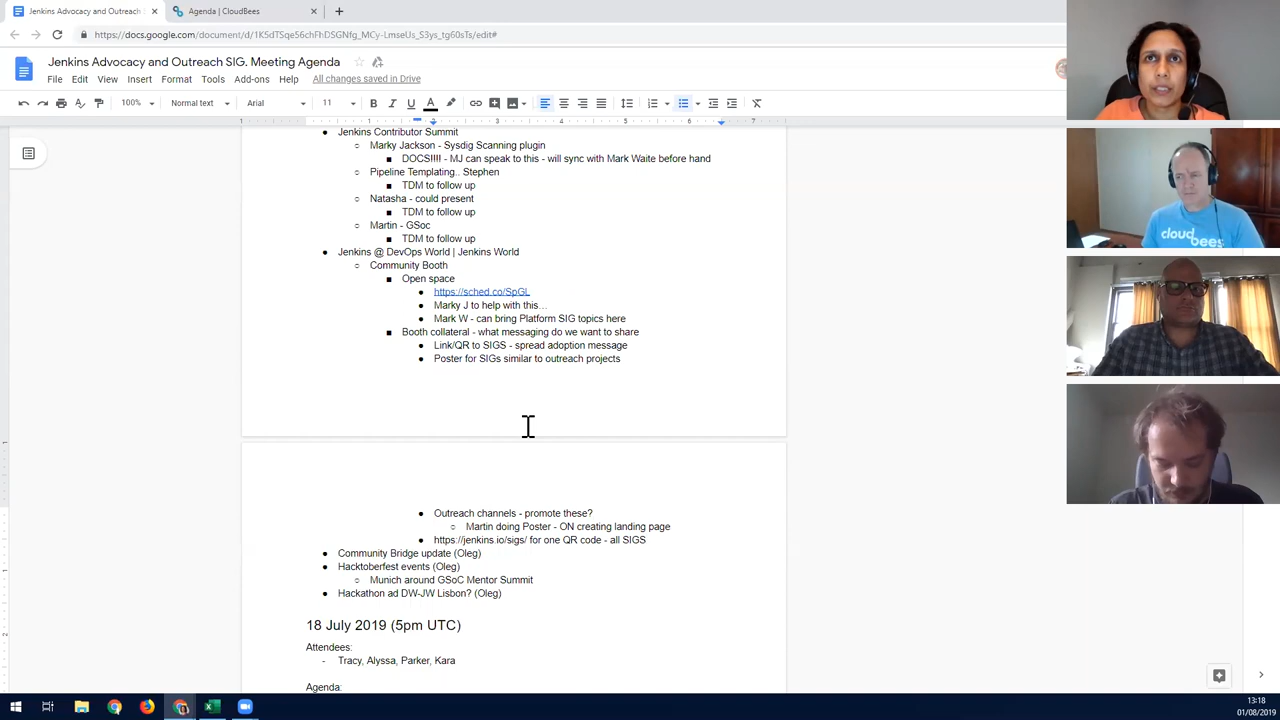 Jenkins Advocacy and Outreach
Agenda | CloudBees
https://docs.google.com/document/d/1K5dTSqe56chFhDSGNfg_MCy-LmseUs_S3ys_tg60sTs/edit#
Jenkins Advocacy and Outreach SIG. Meeting Agenda
File Edit View Insert Format Tools Add-ons Help All changes saved in Drive
100% Normal text Arial 11
Jenkins Contributor Summit
Marky Jackson - Sysdig Scanning plugin
DOCS!!!! - MJ can speak to this - will sync with Mark Waite before hand
Pipeline Templating.. Stephen
TDM to follow up
Natasha - could present
TDM to follow up
Martin - GSoc
TDM to follow up
Jenkins @ DevOps World | Jenkins World
Community Booth
Open space
https://sched.co/SpGL
Marky J to help with this…
Mark W - can bring Platform SIG topics here
Booth collateral - what messaging do we want to share
Link/QR to SIGS - spread adoption message
Poster for SIGs similar to outreach projects
Outreach channels - promote these?
Martin doing Poster - ON creating landing page
https://jenkins.io/sigs/ for one QR code - all SIGS
Community Bridge update (Oleg)
Hacktoberfest events (Oleg)
Munich around GSoC Mentor Summit
Hackathon ad DW-JW Lisbon? (Oleg)
18 July 2019 (5pm UTC)
Attendees:
- Tracy, Alyssa, Parker, Kara
Agenda:
cloud
bees
13:18
01/08/2019